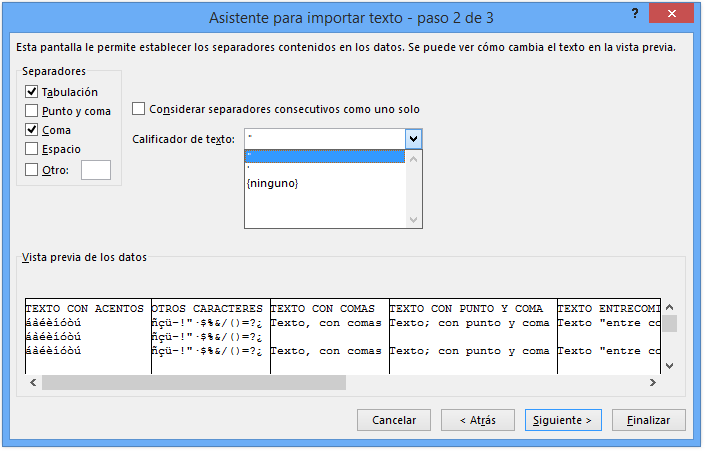 Asistente para importar texto - paso 2 de 3
?
Esta pantalla le permite establecer los separadores contenidos en los datos. Se puede ver cómo cambia el texto en la vista previa.
Separadores
Tabulación
Punto y coma
Coma
Espacio
Otro:
Considerar separadores consecutivos como uno solo
Calificador de texto: "
"
'
{ninguno}
Vista previa de los datos
TEXTO CON ACENTOS OTROS CARACTERES TEXTO CON COMAS TEXTO CON PUNTO Y COMA TEXTO ENTRECOMI
áàéèíóòú ñçü-!"·$%&/()=?¿ Texto, con comas Texto; con punto y coma Texto "entre co
áàéèíóòú ñçü-!"·$%&/()=?¿
áàéèíóòú ñçü-!"·$%&/()=?¿ Texto, con comas Texto; con punto y coma Texto "entre co
Cancelar < Atrás Siguiente > Finalizar